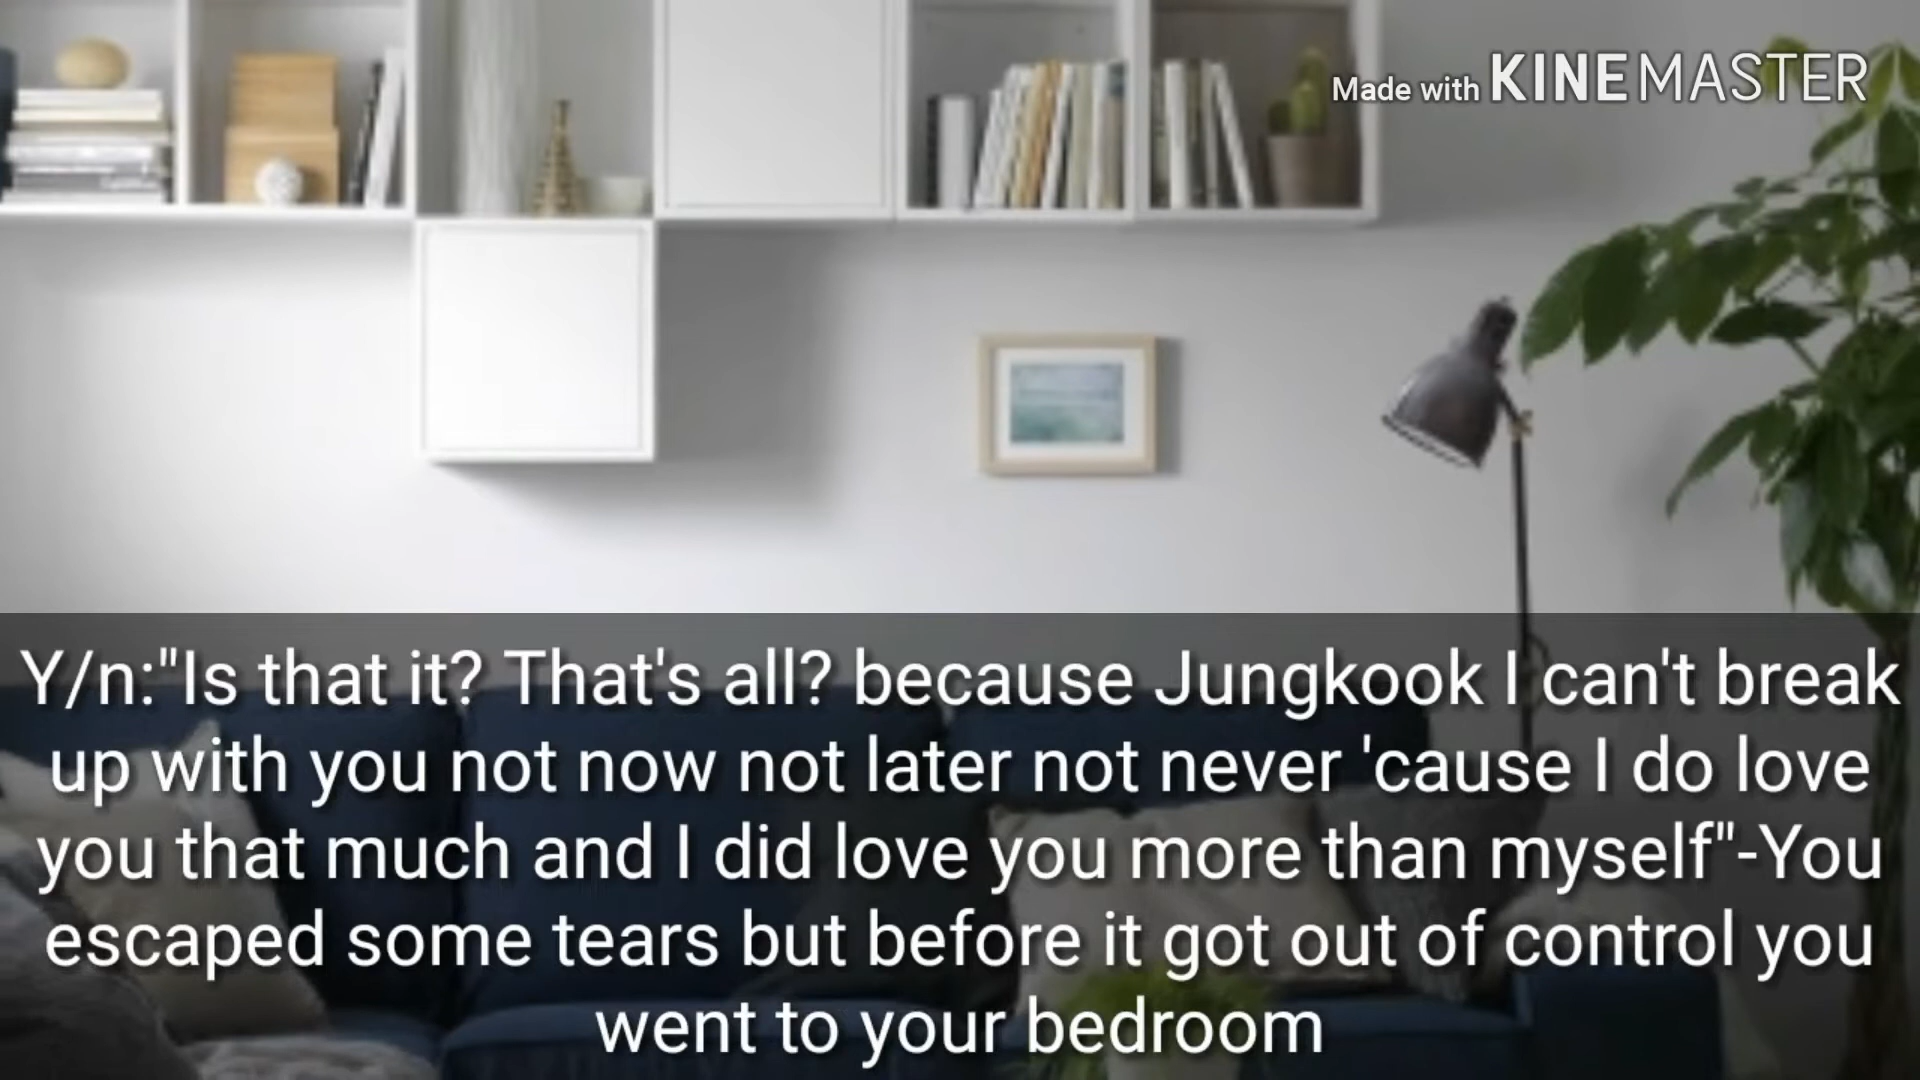 Made with KINEMASTER
Y/n:"Is that it? That's all? because Jungkook I can't break
up with you not now not later not never 'cause I do love
you that much and I did love you more than myself"-You
escaped some tears but before it got out of control you
went to your bedroom